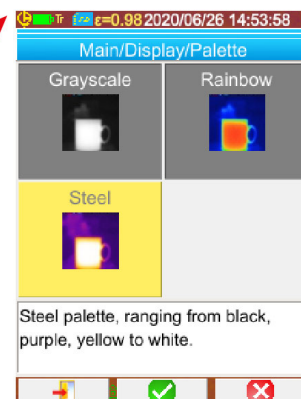 Tr ε=0.98 2020/06/26 14:53:58
Main/Display/Palette
Grayscale Rainbow
Steel
Steel palette, ranging from black,
purple, yellow to white.